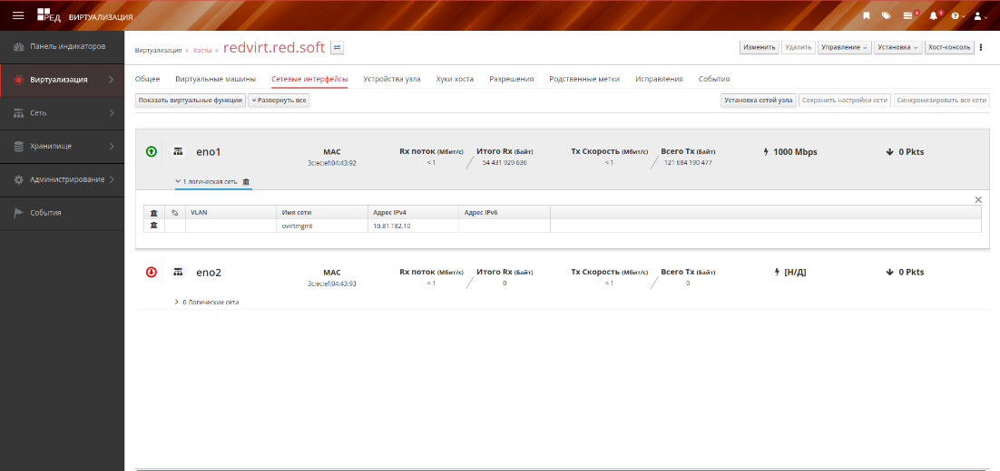 РЕД ВИРТУАЛИЗАЦИЯ 0 1
Панель индикаторов
Виртуализация
Сеть
Хранилище
Администрирование
События
Виртуализация » Хосты » redvirt.red.soft Изменить Удалить Управление Установка Хост-консоль
Общее Виртуальные машины Сетевые интерфейсы Устройства узла Хуки хоста Разрешения Родственные метки Исправления События
Показать виртуальные функции Развернуть все Установка сетей узла Сохранить настройки сети Синхронизировать все сети
eno1 MAC Rx поток (Мбит/с) Итого Rx (Байт) Tx Скорость (Мбит/с) Всего Tx (Байт) 1000 Mbps 0 Pkts
3c:ec:ef:04:43:92 < 1 54 431 929 636 < 1 121 684 190 477
1 логическая сеть
VLAN Имя сети Адрес IPv4 Адрес IPv6
ovirtmgmt 10.81.182.10
eno2 MAC Rx поток (Мбит/с) Итого Rx (Байт) Tx Скорость (Мбит/с) Всего Tx (Байт) [Н/Д] 0 Pkts
3c:ec:ef:04:43:93 < 1 0 < 1 0
0 Логические сети